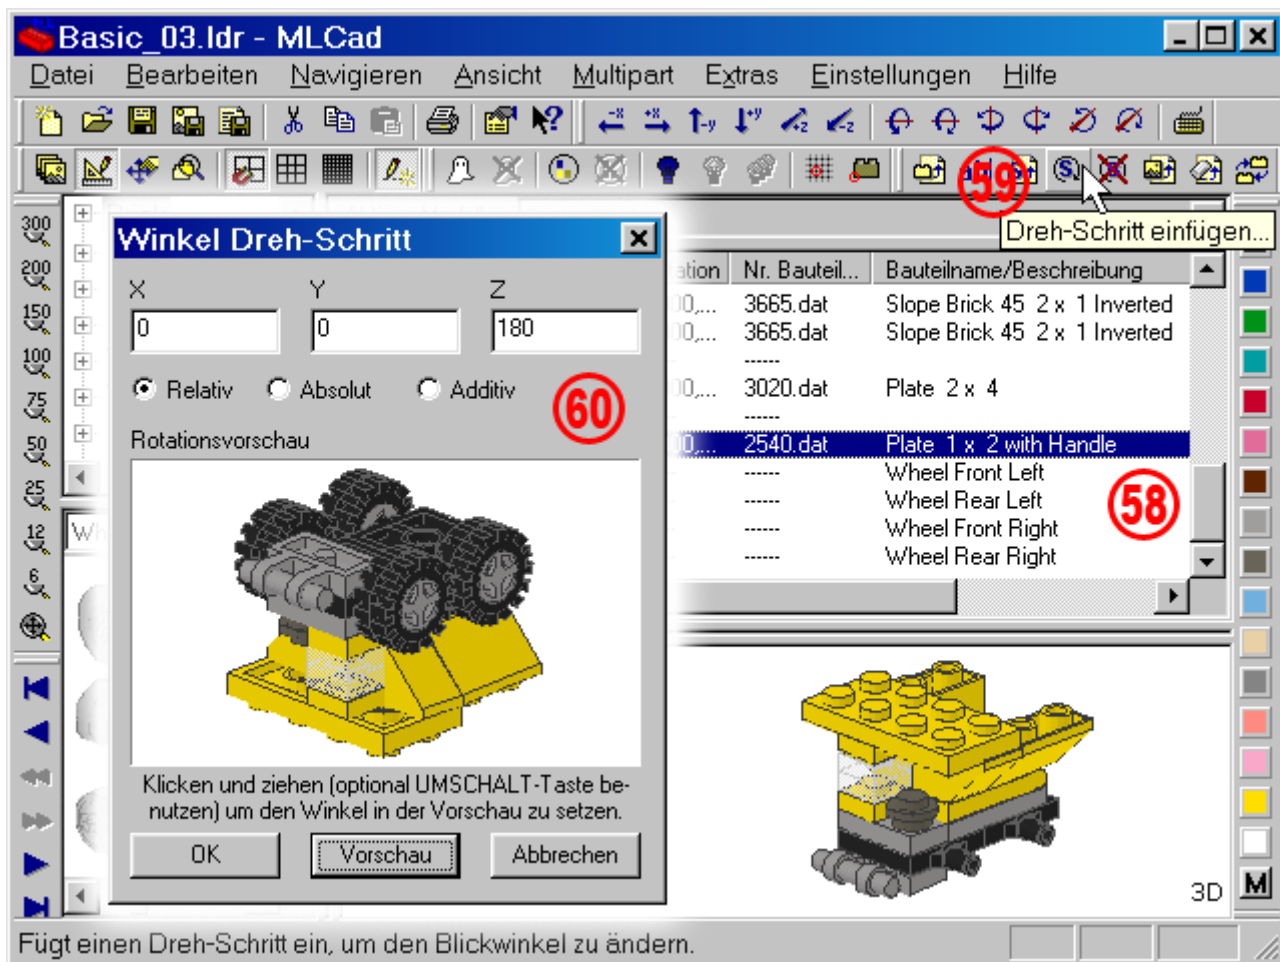 Basic_03.ldr - MLCad
Datei Bearbeiten Navigieren Ansicht Multipart Extras Einstellungen Hilfe
59
Dreh-Schritt einfügen...
300
200
150
100
75
50
25
12
6
Winkel Dreh-Schritt
X Y Z
0 0 180
Relativ Absolut Additiv
60
Rotationsvorschau
Klicken und ziehen (optional UMSCHALT-Taste be-
nutzen) um den Winkel in der Vorschau zu setzen.
OK Vorschau Abbrechen
Nr. Bauteil... Bauteilname/Beschreibung
3665.dat Slope Brick 45 2 x 1 Inverted
3665.dat Slope Brick 45 2 x 1 Inverted
------
3020.dat Plate 2 x 4
------
2540.dat Plate 1 x 2 with Handle
------ Wheel Front Left
------ Wheel Rear Left
------ Wheel Front Right
------ Wheel Rear Right
58
3D
M
Fügt einen Dreh-Schritt ein, um den Blickwinkel zu ändern.